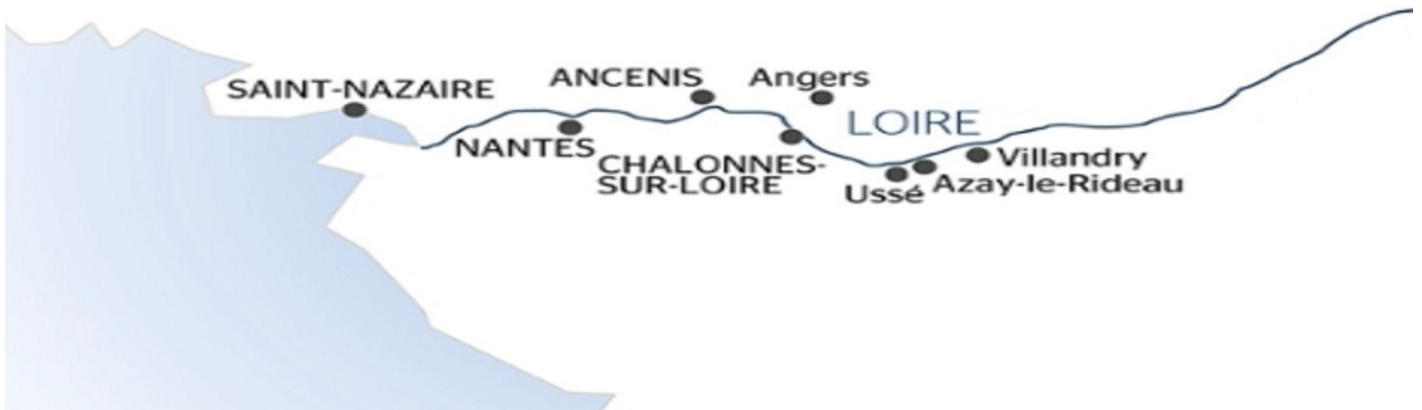 SAINT-NAZAIRE
ANCENIS
Angers
LOIRE
NANTES
CHALONNES-
SUR-LOIRE
Villandry
Azay-le-Rideau
Ussé